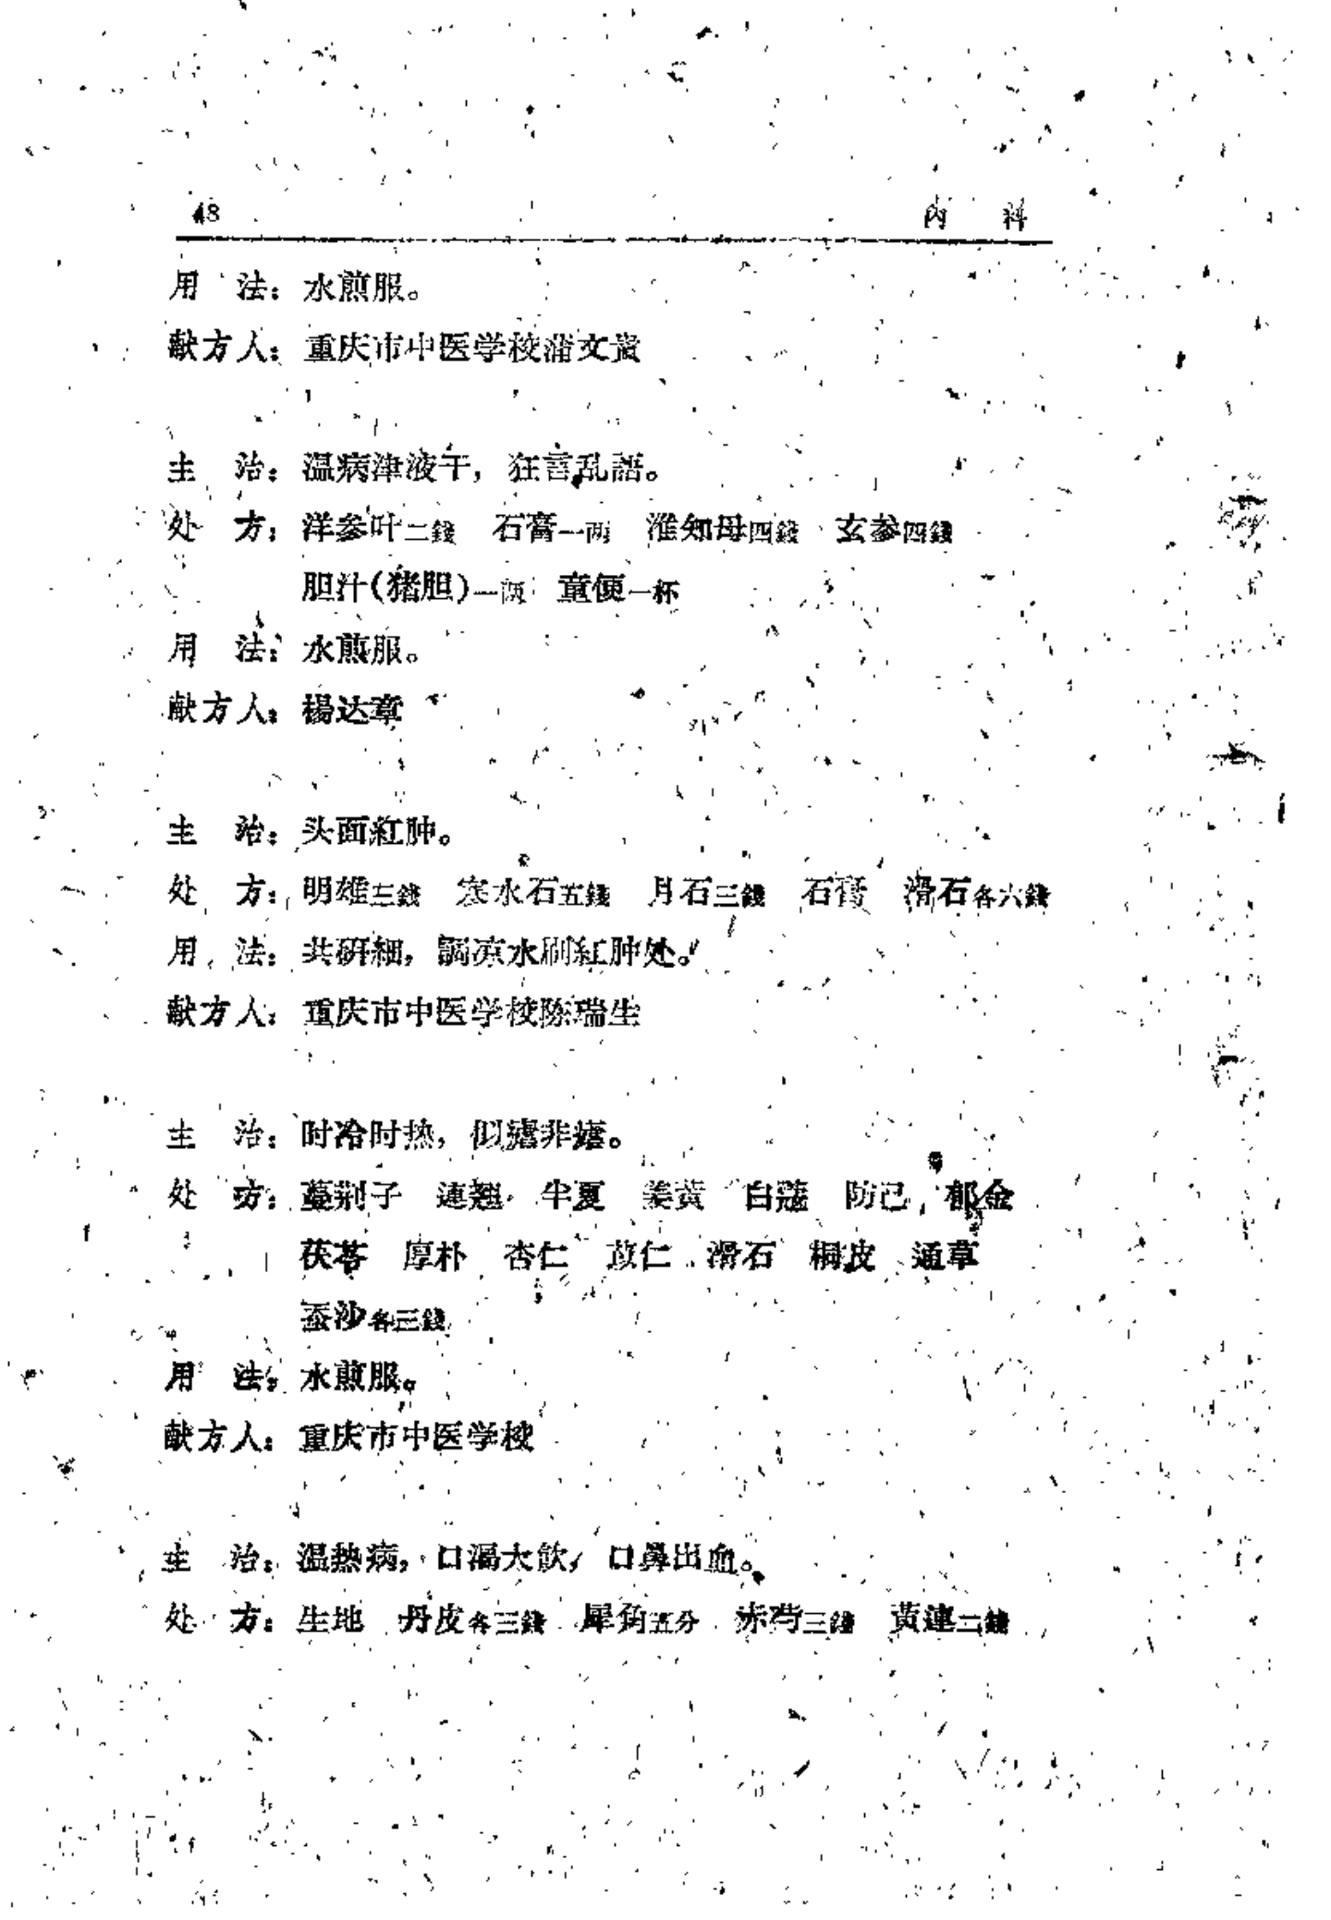 48 内 科
用 法：水煎服。
献方人：重庆市中医学校蒲文黃
主 治：温病津液干，狂言乱語。
处 方：洋参叶二錢 石膏一两 淮知母四錢 玄参四錢
胆汁(猪胆)一两 童便一杯
用 法：水煎服。
献方人：楊达章
主 治：头面紅肿。
处 方：明雄三錢 寒水石五錢 月石三錢 石膏 滑石各六錢
用 法：共研細，調凉水刷紅肿处。
献方人：重庆市中医学校陈瑞生
主 治：时冷时热，似瘧非瘧。
处 方：蔓荆子 連翹 半夏 姜黃 白蔻 防己 郁金
茯苓 厚朴 杏仁 苡仁 滑石 桐皮 通草
蚕沙各三錢
用 法：水煎服。
献方人：重庆市中医学校
主 治：温热病，口渴大飲，口鼻出血。
处 方：生地 丹皮各三錢 犀角五分 赤芍三錢 黃連二錢